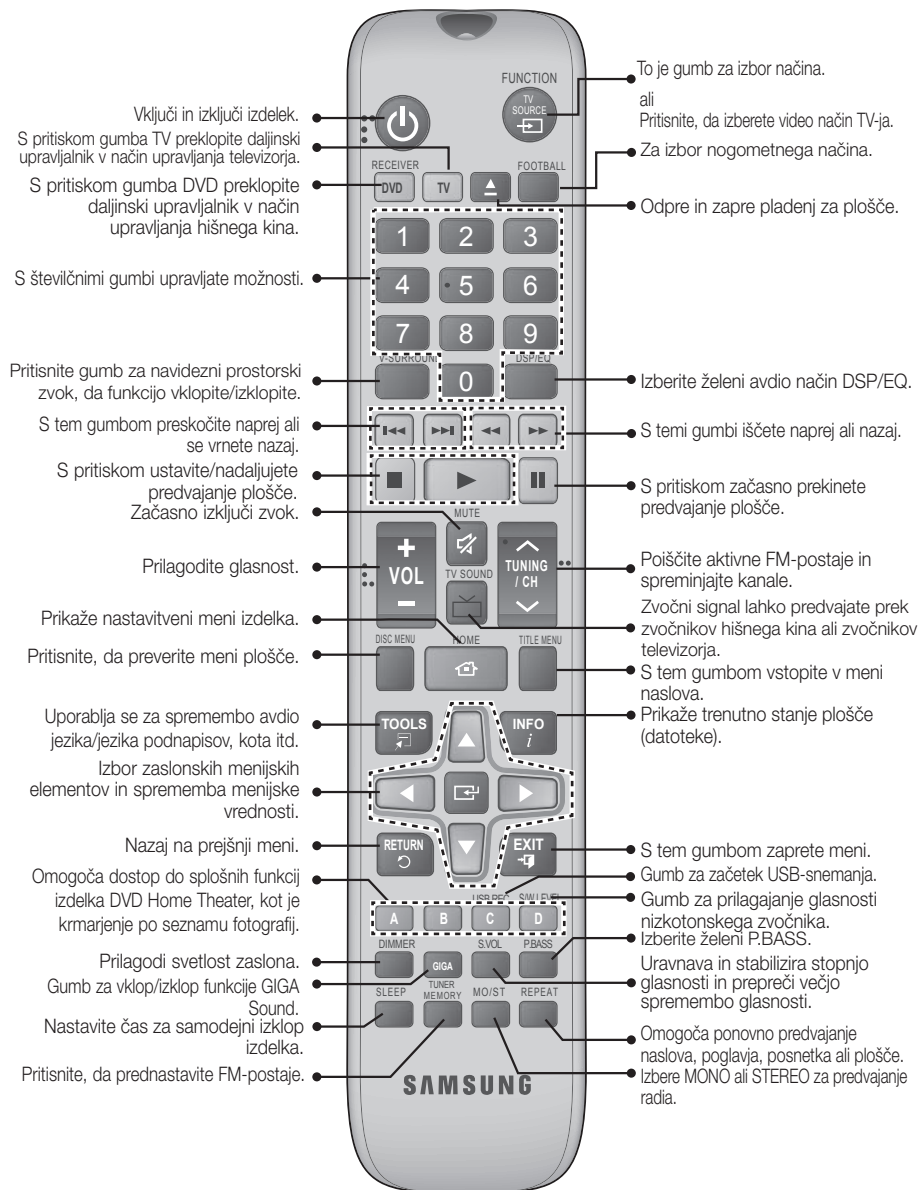 Vključi in izključi izdelek.
S pritiskom gumba TV preklopite daljinski
upravljalnik v način upravljanja televizorja.
S pritiskom gumba DVD preklopite
daljinski upravljalnik v način
upravljanja hišnega kina.
S številčnimi gumbi upravljate možnosti.
Pritisnite gumb za navidezni prostorski
zvok, da funkcijo vklopite/izklopite.
S tem gumbom preskočite naprej ali
se vrnete nazaj.
S pritiskom ustavite/nadaljujete
predvajanje plošče.
Začasno izključi zvok.
Prilagodite glasnost.
Prikaže nastavitveni meni izdelka.
Pritisnite, da preverite meni plošče.
Uporablja se za spremembo avdio
jezika/jezika podnapisov, kota itd.
Izbor zaslonskih menijskih
elementov in sprememba menijske
vrednosti.
Nazaj na prejšnji meni.
Omogoča dostop do splošnih funkcij
izdelka DVD Home Theater, kot je
krmarjenje po seznamu fotografij.
Prilagodi svetlost zaslona.
Gumb za vklop/izklop funkcije GIGA
Sound.
Nastavite čas za samodejni izklop
izdelka.
Pritisnite, da prednastavite FM-postaje.
FUNCTION
TV
SOURCE
RECEIVER
FOOTBALL
DVD
TV
1 2 3
4 5 6
7 8 9
V-SURROUN
0
DSP/EQ
MUTE
+
VOL
−
TV SOUND
TUNING
/ CH
DISC MENU
HOME
TITLE MENU
TOOLS
INFO
i
RETURN
EXIT
USB REC
S/W LEVEL
A B C D
DIMMER
S.VOL
P.BASS
GIGA
SLEEP
TUNER
MEMORY
MO/ST
REPEAT
SAMSUNG
To je gumb za izbor načina.
ali
Pritisnite, da izberete video način TV-ja.
Za izbor nogometnega načina.
Odpre in zapre pladenj za plošče.
Izberite želeni avdio način DSP/EQ.
S temi gumbi iščete naprej ali nazaj.
S pritiskom začasno prekinete
predvajanje plošče.
Poiščite aktivne FM-postaje in
spreminjajte kanale.
Zvočni signal lahko predvajate prek
zvočnikov hišnega kina ali zvočnikov
televizorja.
S tem gumbom vstopite v meni
naslova.
Prikaže trenutno stanje plošče
(datoteke).
S tem gumbom zaprete meni.
Gumb za začetek USB-snemanja.
Gumb za prilagajanje glasnosti
nizkotonskega zvočnika.
Izberite želeni P.BASS.
Uravnava in stabilizira stopnjo
glasnosti in prepreči večjo
spremembo glasnosti.
Omogoča ponovno predvajanje
naslova, poglavja, posnetka ali plošče.
Izbere MONO ali STEREO za predvajanje
radia.